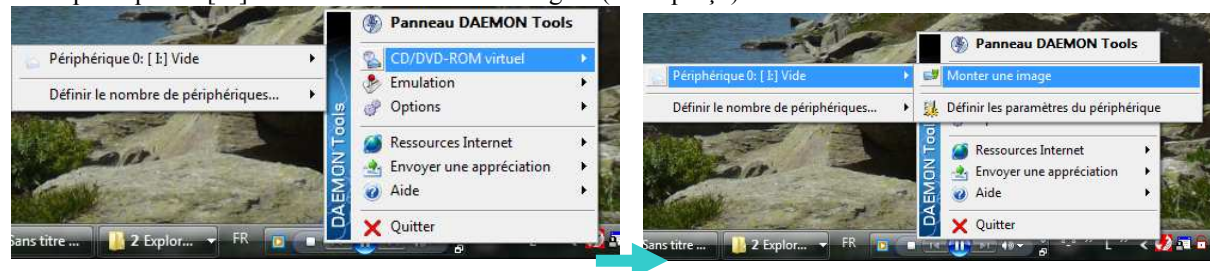 Panneau DAEMON Tools
Périphérique 0: [ I:] Vide
CD/DVD-ROM virtuel
Définir le nombre de périphériques...
Emulation
Options
Ressources Internet
Envoyer une appréciation
Aide
Quitter
DAEMON Tools
Sans titre ...
2 Explor...
FR
Panneau DAEMON Tools
Périphérique 0: [ I:] Vide
Monter une image
Définir le nombre de périphériques...
Définir les paramètres du périphérique
Ressources Internet
Envoyer une appréciation
Aide
Quitter
DAEMON Tool
Sans titre ...
2 Explor...
FR
L